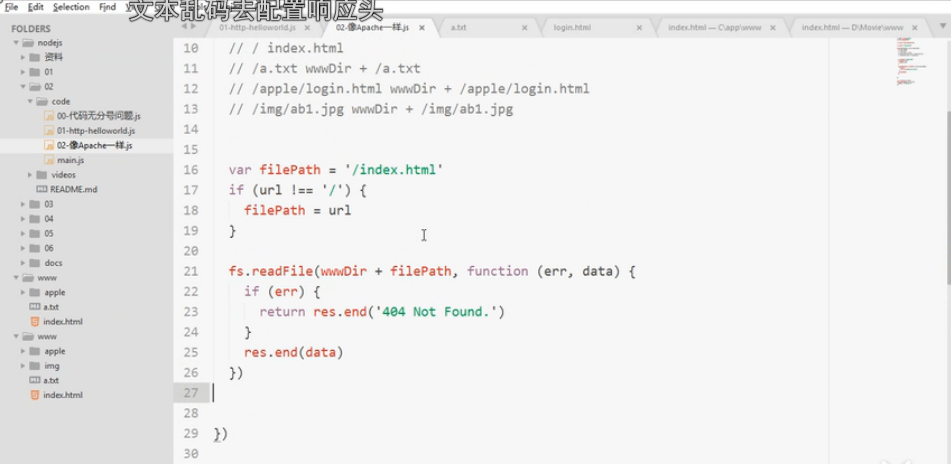 File Edit Selection Find
文本乱码去配置响应头
FOLDERS
nodejs
资料
01
02
code
00-代码无分号问题.js
01-http-helloworld.js
02-像Apache一样.js
main.js
videos
README.md
03
04
05
06
docs
www
apple
a.txt
index.html
www
apple
img
a.txt
index.html
01-http-helloworld.js × 02-像Apache一样.js × a.txt × login.html × index.html — C\app\www × index.html — D\Movie\www ×
10 // / index.html
11 // /a.txt wwwDir + /a.txt
12 // /apple/login.html wwwDir + /apple/login.html
13 // /img/ab1.jpg wwwDir + /img/ab1.jpg
14
15
16 var filePath = '/index.html'
17 if (url !== '/') {
18 filePath = url
19 }
20
21 fs.readFile(wwwDir + filePath, function (err, data) {
22 if (err) {
23 return res.end('404 Not Found.')
24 }
25 res.end(data)
26 })
27
28
29 })
30